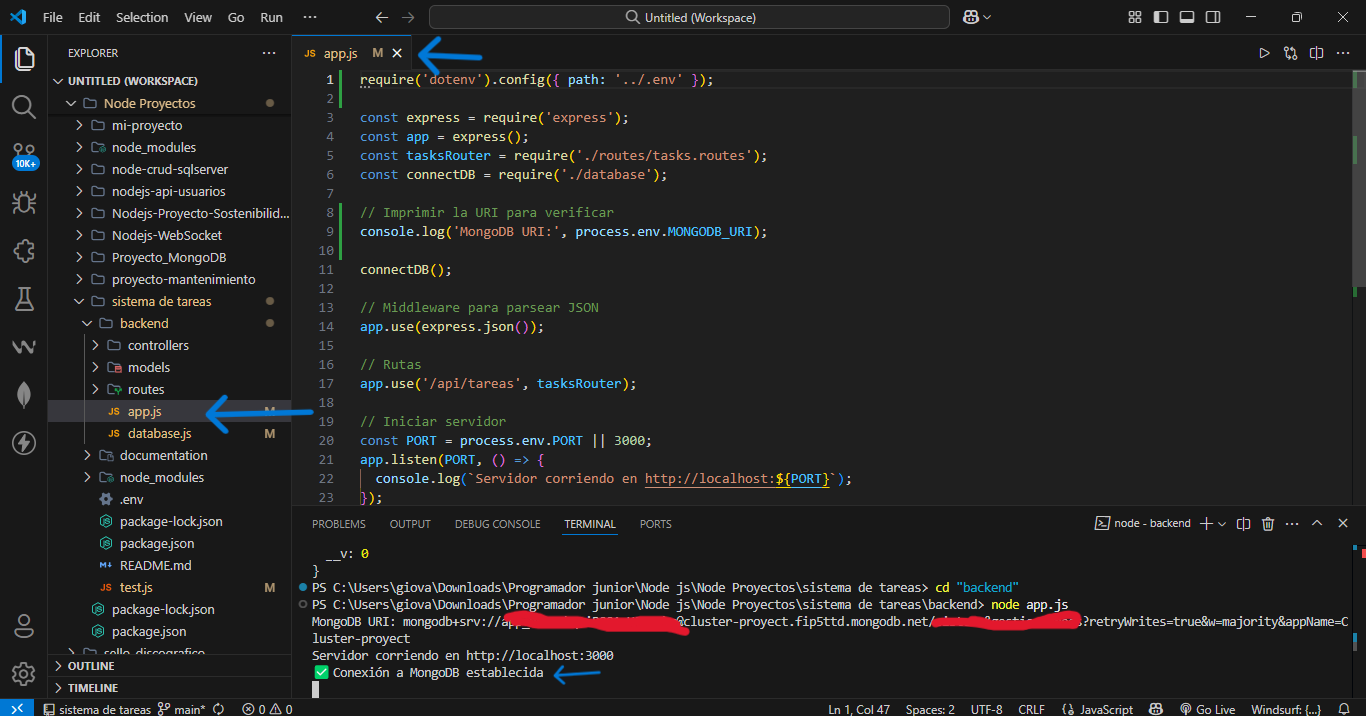 File Edit Selection View Go Run ··· Untitled (Workspace)
EXPLORER ···
UNTITLED (WORKSPACE)
Node Proyectos
mi-proyecto
node_modules
node-crud-sqlserver
nodejs-api-usuarios
Nodejs-Proyecto-Sostenibilid...
Nodejs-WebSocket
Proyecto_MongoDB
proyecto-mantenimiento
sistema de tareas
backend
controllers
models
routes
JS app.js M
JS database.js M
documentation
node_modules
.env
package-lock.json
package.json
README.md
JS test.js M
package-lock.json
package.json
sello_discografico
OUTLINE
TIMELINE
10K+
JS app.js M
1 require('dotenv').config({ path: '../.env' });
2
3 const express = require('express');
4 const app = express();
5 const tasksRouter = require('./routes/tasks.routes');
6 const connectDB = require('./database');
7
8 // Imprimir la URI para verificar
9 console.log('MongoDB URI:', process.env.MONGODB_URI);
10
11 connectDB();
12
13 // Middleware para parsear JSON
14 app.use(express.json());
15
16 // Rutas
17 app.use('/api/tareas', tasksRouter);
18
19 // Iniciar servidor
20 const PORT = process.env.PORT || 3000;
21 app.listen(PORT, () => {
22 console.log(`Servidor corriendo en http://localhost:${PORT}`);
23 });
PROBLEMS OUTPUT DEBUG CONSOLE TERMINAL PORTS node - backend
__v: 0
}
PS C:\Users\giova\Downloads\Programador junior\Node js\Node Proyectos\sistema de tareas> cd "backend"
PS C:\Users\giova\Downloads\Programador junior\Node js\Node Proyectos\sistema de tareas\backend> node app.js
MongoDB URI: mongodb+srv://@cluster-proyect.fip5ttd.mongodb.net/?retryWrites=true&w=majority&appName=C
luster-proyect
Servidor corriendo en http://localhost:3000
✅ Conexión a MongoDB establecida
sistema de tareas main* 0 0 Ln 1, Col 47 Spaces: 2 UTF-8 CRLF {} JavaScript Go Live Windsurf: {...}